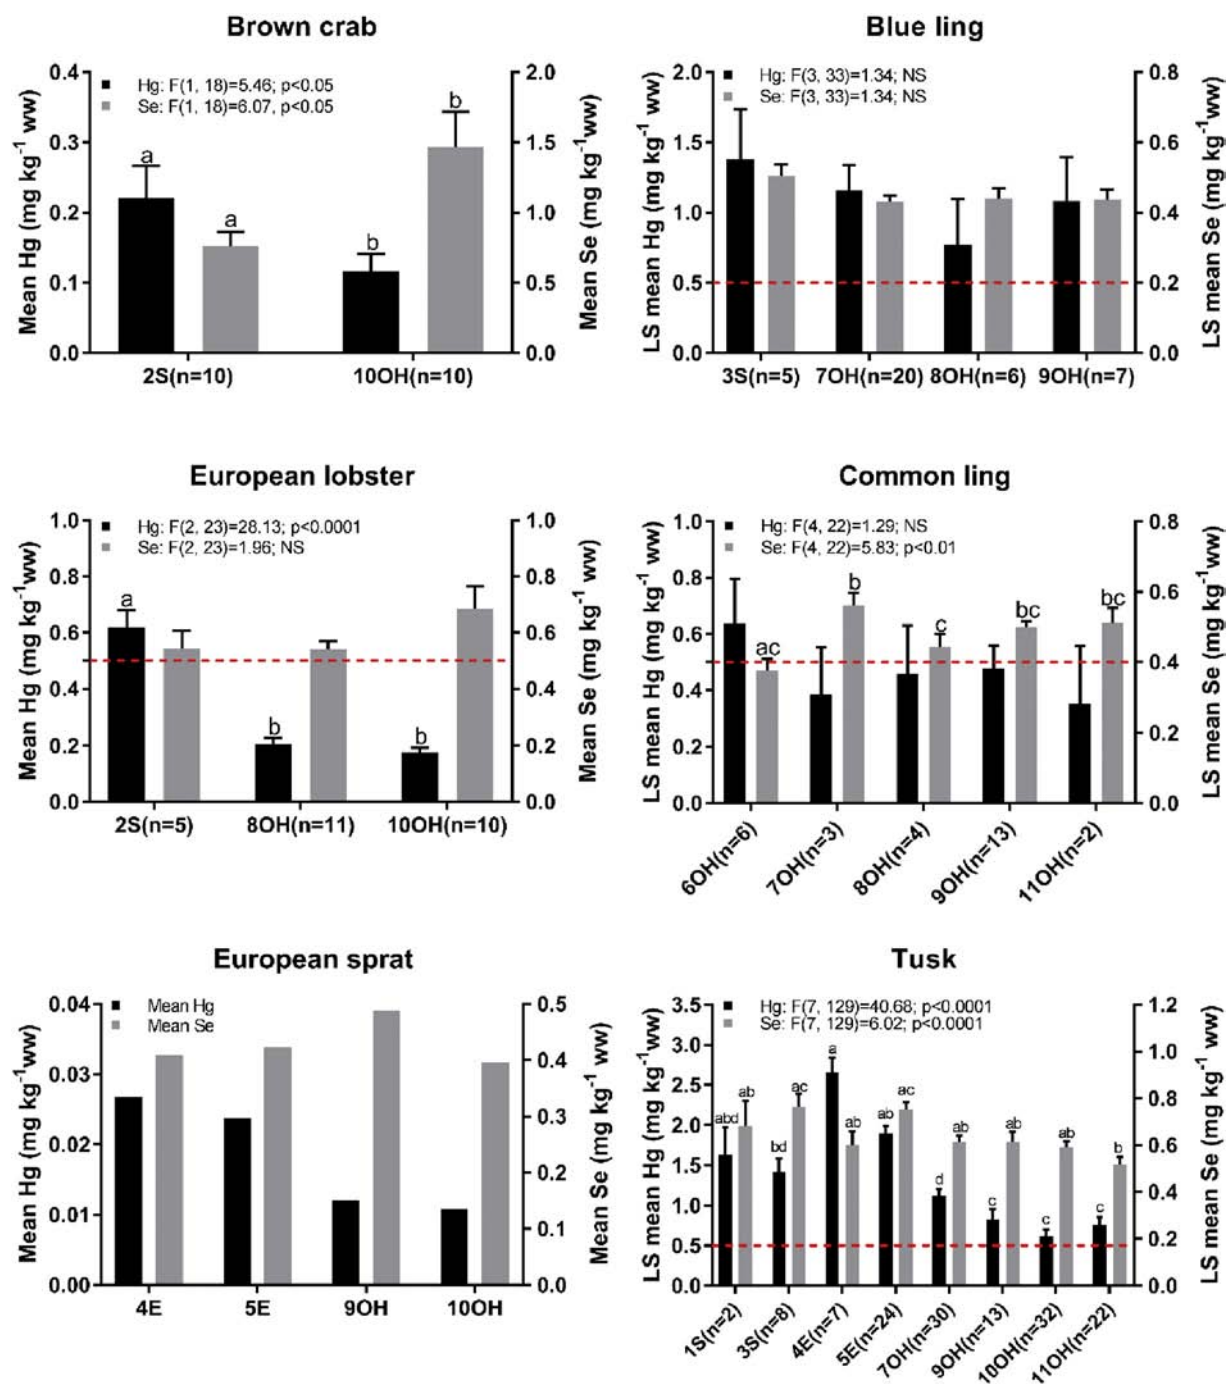 Brown crab
Hg: F(1, 18)=5.46; p<0.05
Se: F(1, 18)=6.07, p<0.05
Mean Hg (mg kg-1 ww)
0.4
0.3
0.2
0.1
0.0
a
a
b
b
2.0
1.5
1.0
0.5
0.0
Mean Se (mg kg-1ww)
2S(n=10) 10OH(n=10)
Blue ling
Hg: F(3, 33)=1.34; NS
Se: F(3, 33)=1.34; NS
LS mean Hg (mg kg-1 ww)
2.0
1.5
1.0
0.5
0.0
0.8
0.6
0.4
0.2
0.0
LS mean Se (mg kg-1ww)
3S(n=5) 7OH(n=20) 8OH(n=6) 9OH(n=7)
European lobster
Hg: F(2, 23)=28.13; p<0.0001
Se: F(2, 23)=1.96; NS
Mean Hg (mg kg-1 ww)
1.0
0.8
0.6
0.4
0.2
0.0
a
b
b
1.0
0.8
0.6
0.4
0.2
0.0
Mean Se (mg kg-1ww)
2S(n=5) 8OH(n=11) 10OH(n=10)
Common ling
Hg: F(4, 22)=1.29; NS
Se: F(4, 22)=5.83; p<0.01
LS mean Hg (mg kg-1 ww)
1.0
0.8
0.6
0.4
0.2
0.0
ac
b
c
bc
bc
0.8
0.6
0.4
0.2
0.0
LS mean Se (mg kg-1ww)
6OH(n=6) 7OH(n=3) 8OH(n=4) 9OH(n=13) 11OH(n=2)
European sprat
Mean Hg
Mean Se
Mean Hg (mg kg-1ww)
0.04
0.03
0.02
0.01
0.00
0.5
0.4
0.3
0.2
0.1
0.0
Mean Se (mg kg-1 ww)
4E 5E 9OH 10OH
Tusk
Hg: F(7, 129)=40.68; p<0.0001
Se: F(7, 129)=6.02; p<0.0001
LS mean Hg (mg kg-1ww)
3.5
3.0
2.5
2.0
1.5
1.0
0.5
0.0
abd
ab
bd
ac
a
ab
ab
ac
d
ab
c
ab
c
ab
c
b
1.2
1.0
0.8
0.6
0.4
0.2
0.0
LS mean Se (mg kg-1 ww)
1S(n=2) 3S(n=8) 4E(n=7) 5E(n=24) 7OH(n=30) 9OH(n=13) 10OH(n=32) 11OH(n=22)